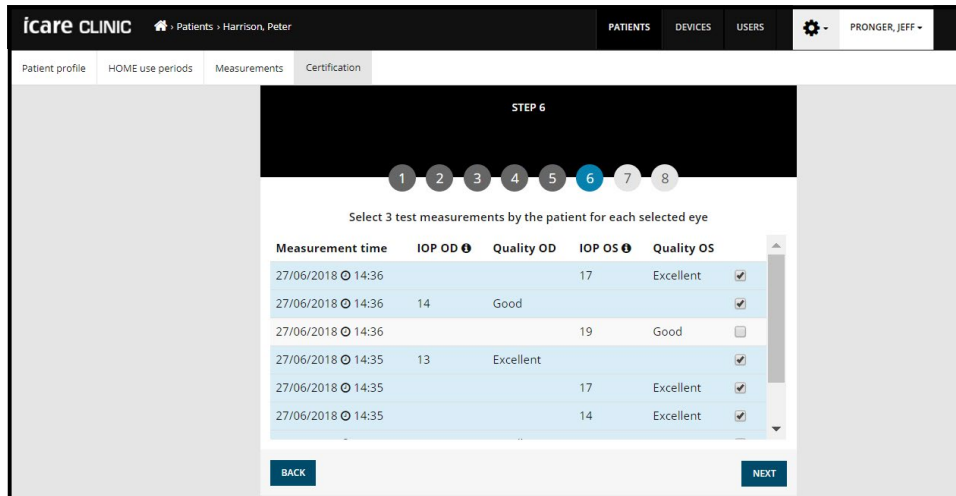 icare CLINIC › Patients › Harrison, Peter PATIENTS DEVICES USERS PRONGER, JEFF
Patient profile HOME use periods Measurements Certification
STEP 6
1 2 3 4 5 6 7 8
Select 3 test measurements by the patient for each selected eye
Measurement time IOP OD Quality OD IOP OS Quality OS
27/06/2018 14:36 17 Excellent
27/06/2018 14:36 14 Good
27/06/2018 14:36 19 Good
27/06/2018 14:35 13 Excellent
27/06/2018 14:35 17 Excellent
27/06/2018 14:35 14 Excellent
BACK NEXT